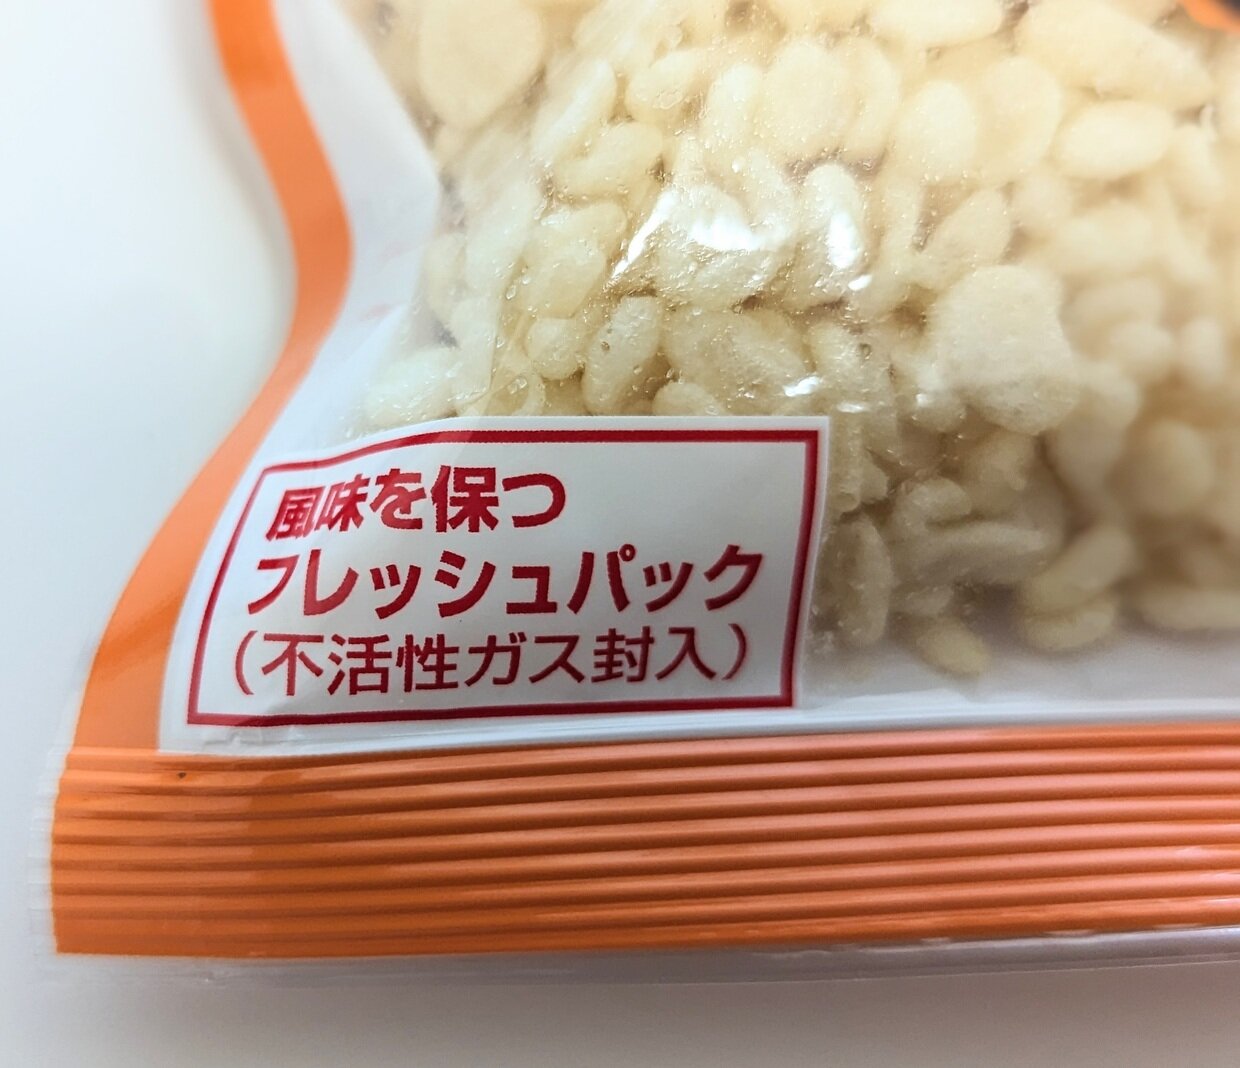 風味を保つ
フレッシュパック
（不活性ガス封入）